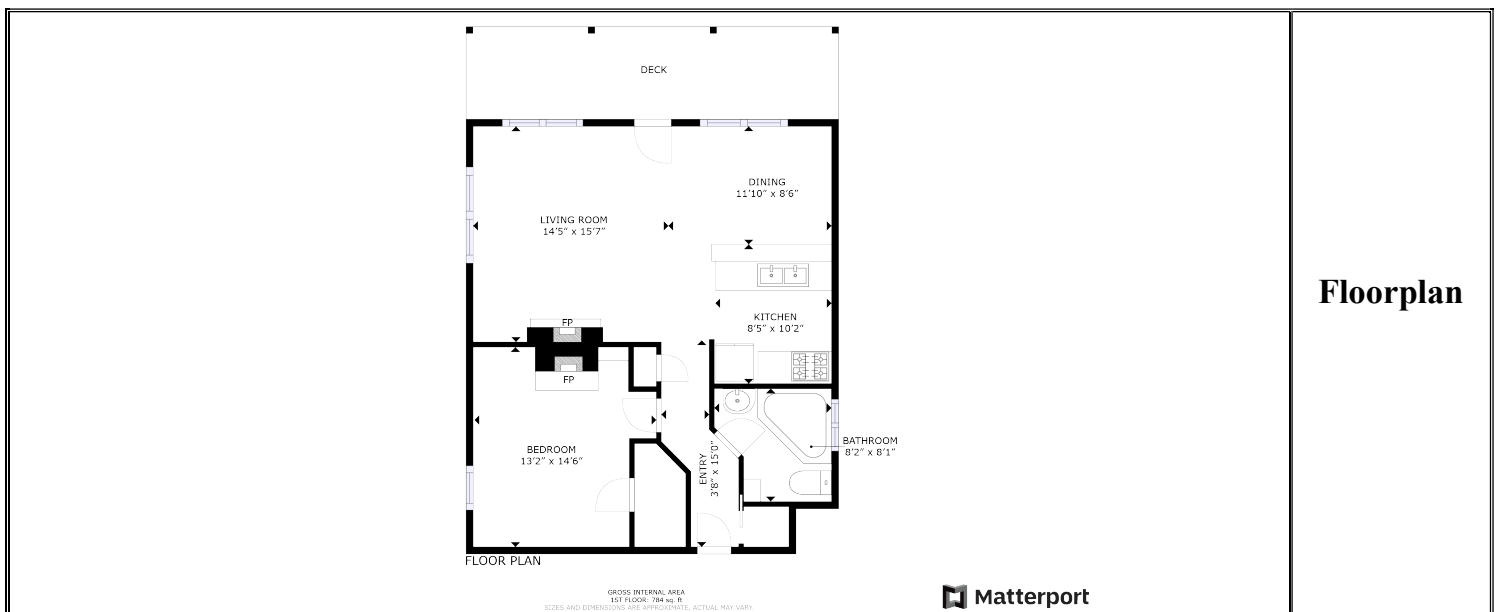 DECK
DINING
11'10" x 8'6"
LIVING ROOM
14'5" x 15'7"
KITCHEN
8'5" x 10'2"
FP
FP
BEDROOM
13'2" x 14'6"
ENTRY
3'8" x 15'0"
BATHROOM
8'2" x 8'1"
FLOOR PLAN
GROSS INTERNAL AREA
1ST FLOOR: 784 sq. ft
SIZES AND DIMENSIONS ARE APPROXIMATE, ACTUAL MAY VARY.
Matterport
Floorplan